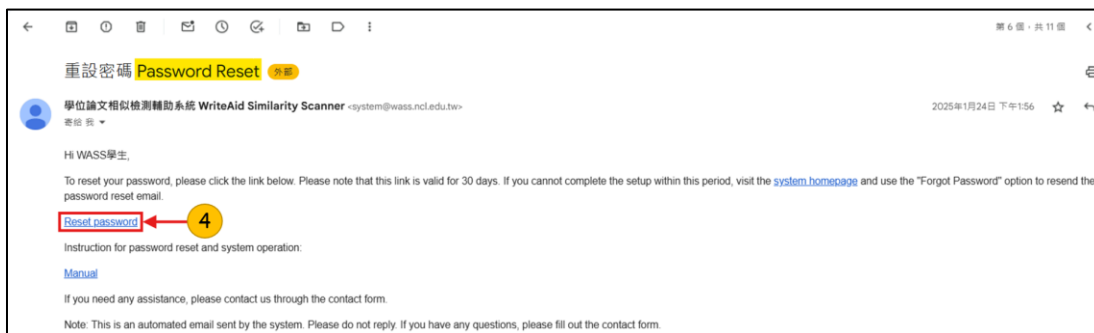 第 6 個，共 11 個
重設密碼 Password Reset 外部
學位論文相似檢測輔助系統 WriteAid Similarity Scanner <system@wass.ncl.edu.tw>
2025年1月24日 下午1:56
寄給 我
Hi WASS學生,
To reset your password, please click the link below. Please note that this link is valid for 30 days. If you cannot complete the setup within this period, visit the system homepage and use the "Forgot Password" option to resend the
password reset email.
Reset password
4
Instruction for password reset and system operation:
Manual
If you need any assistance, please contact us through the contact form.
Note: This is an automated email sent by the system. Please do not reply. If you have any questions, please fill out the contact form.